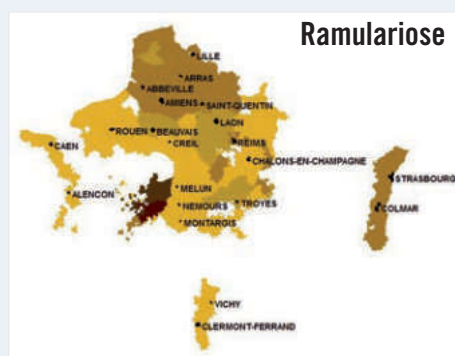 Ramulariose
LILLE
ARRAS
ABBEVILLE
AMIENS
SAINT-QUENTIN
LAON
ROUEN
BEAUVAIS
REIMS
CREIL
CAEN
CHALONS-EN-CHAMPAGNE
STRASBOURG
MELUN
ALENCON
NEMOURS
TROYES
COLMAR
MONTARGIS
VICHY
CLERMONT-FERRAND